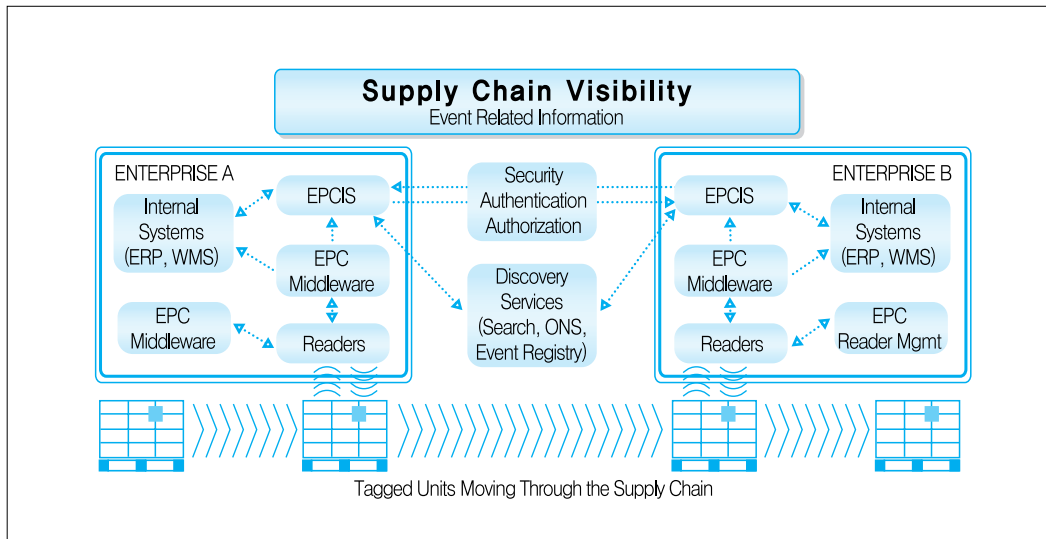 Supply Chain Visibility
Event Related Information
ENTERPRISE A
Internal
Systems
(ERP, WMS)
EPCIS
EPC
Middleware
EPC
Middleware
Readers
Security
Authentication
Authorization
Discovery
Services
(Search, ONS,
Event Registry)
ENTERPRISE B
EPCIS
Internal
Systems
(ERP, WMS)
EPC
Middleware
Readers
EPC
Reader Mgmt
Tagged Units Moving Through the Supply Chain